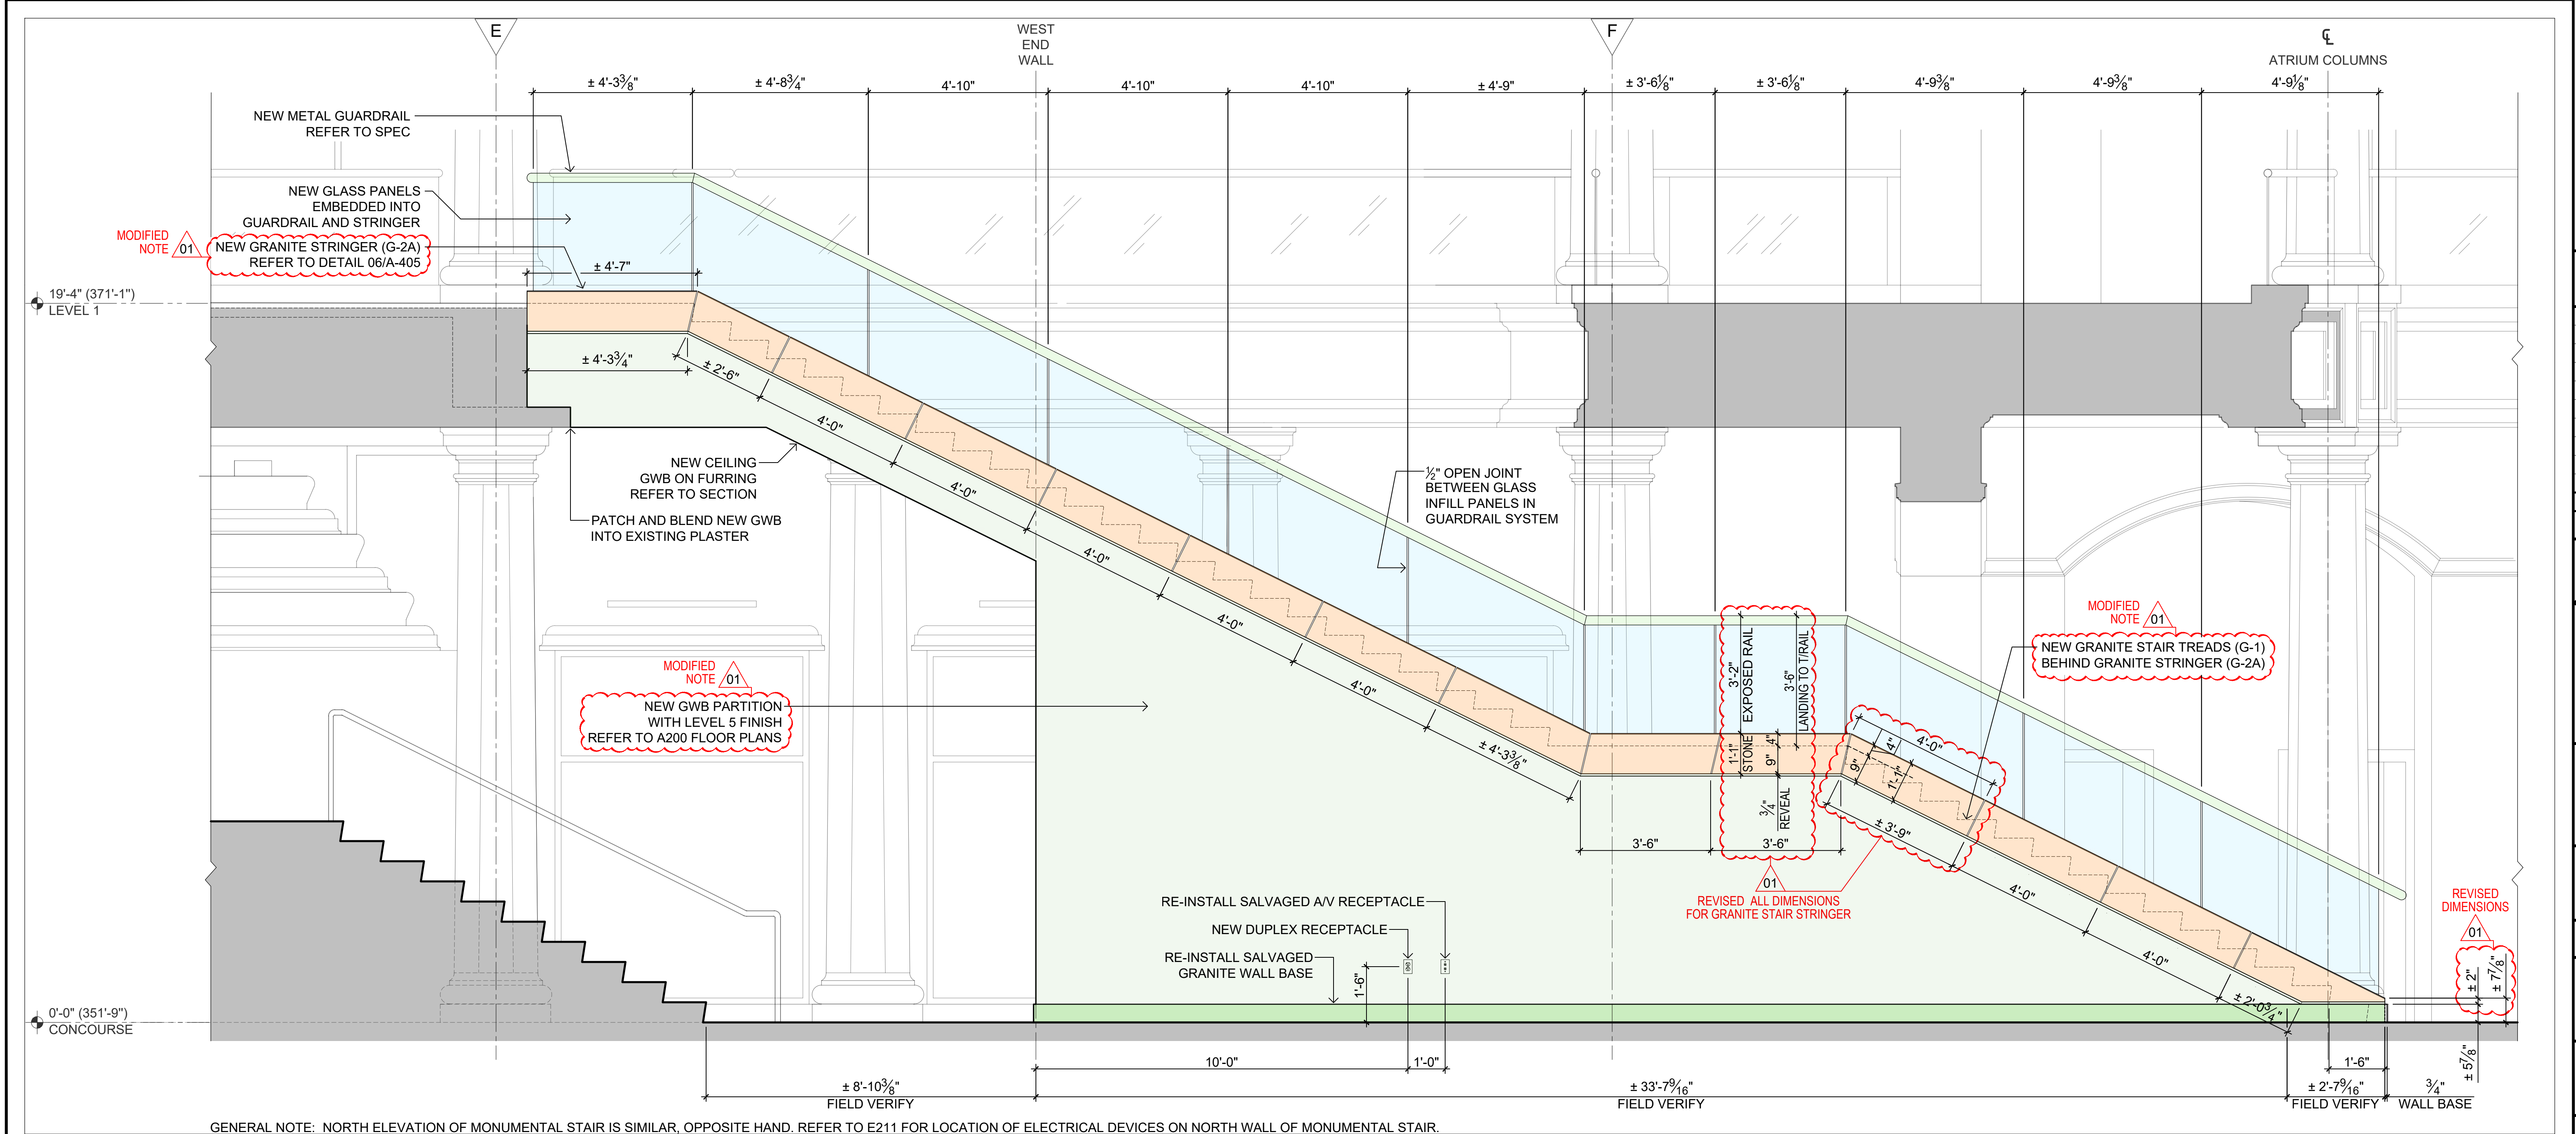 E
WEST
END
WALL
F
℄
ATRIUM COLUMNS
± 4'-3⅜"
± 4'-8¾"
4'-10"
4'-10"
4'-10"
± 4'-9"
± 3'-6⅛"
± 3'-6⅛"
4'-9⅜"
4'-9⅜"
4'-9⅛"
NEW METAL GUARDRAIL
REFER TO SPEC
NEW GLASS PANELS
EMBEDDED INTO
GUARDRAIL AND STRINGER
MODIFIED
NOTE
01
NEW GRANITE STRINGER (G-2A)
REFER TO DETAIL 06/A-405
± 4'-7"
19'-4" (371'-1")
LEVEL 1
± 4'-3¾"
± 2'-6"
4'-0"
4'-0"
4'-0"
4'-0"
4'-0"
± 4'-3⅜"
NEW CEILING
GWB ON FURRING
REFER TO SECTION
PATCH AND BLEND NEW GWB
INTO EXISTING PLASTER
½" OPEN JOINT
BETWEEN GLASS
INFILL PANELS IN
GUARDRAIL SYSTEM
MODIFIED
NOTE
01
NEW GRANITE STAIR TREADS (G-1)
BEHIND GRANITE STRINGER (G-2A)
MODIFIED
NOTE
01
NEW GWB PARTITION
WITH LEVEL 5 FINISH
REFER TO A200 FLOOR PLANS
3'-2"
EXPOSED RAIL
3'-6"
LANDING TO T/RAIL
1'-1"
STONE
4"
9"
¾"
REVEAL
4"
4'-0"
9"
1'-1"
± 3'-9"
3'-6"
3'-6"
01
REVISED  ALL DIMENSIONS
FOR GRANITE STAIR STRINGER
4'-0"
4'-0"
± 2'-0¾"
REVISED
DIMENSIONS
01
± 2"
± 7⅞"
± 5⅞"
RE-INSTALL SALVAGED A/V RECEPTACLE
NEW DUPLEX RECEPTACLE
RE-INSTALL SALVAGED
GRANITE WALL BASE
1'-6"
0'-0" (351'-9")
CONCOURSE
10'-0"
1'-0"
1'-6"
± 8'-10⅜"
FIELD VERIFY
± 33'-7⁹⁄₁₆"
FIELD VERIFY
± 2'-7⁹⁄₁₆"
FIELD VERIFY
¾"
WALL BASE
GENERAL NOTE:  NORTH ELEVATION OF MONUMENTAL STAIR IS SIMILAR, OPPOSITE HAND. REFER TO E211 FOR LOCATION OF ELECTRICAL DEVICES ON NORTH WALL OF MONUMENTAL STAIR.